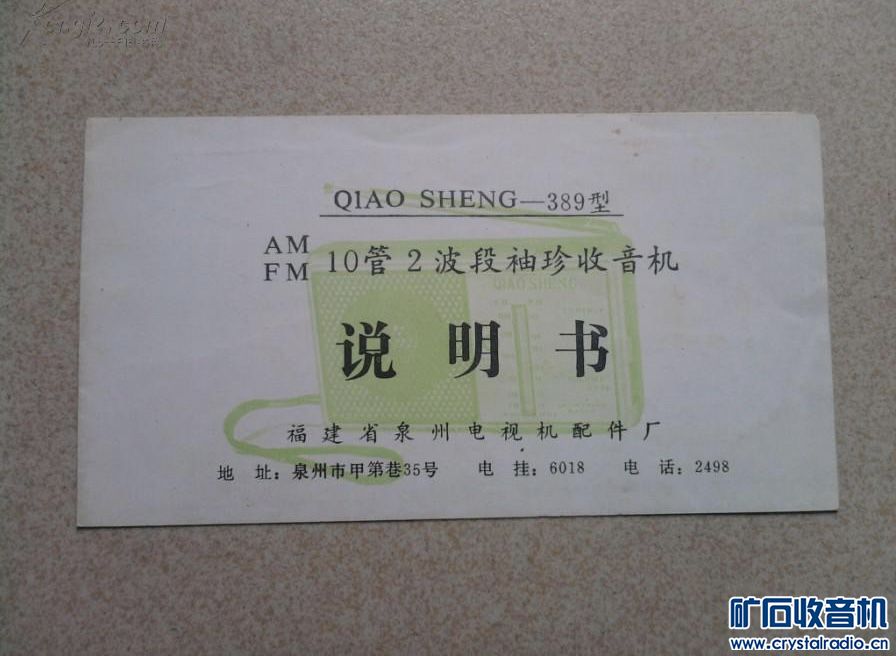 QIAO SHENG—389型
AM
FM 10管 2 波段袖珍收音机
QIAO SHENG
说明书
福建省泉州电视机配件厂
地 址：泉州市甲第巷35号 电 挂：6018 电 话：2498
矿石收音机
www.crystalradio.cn